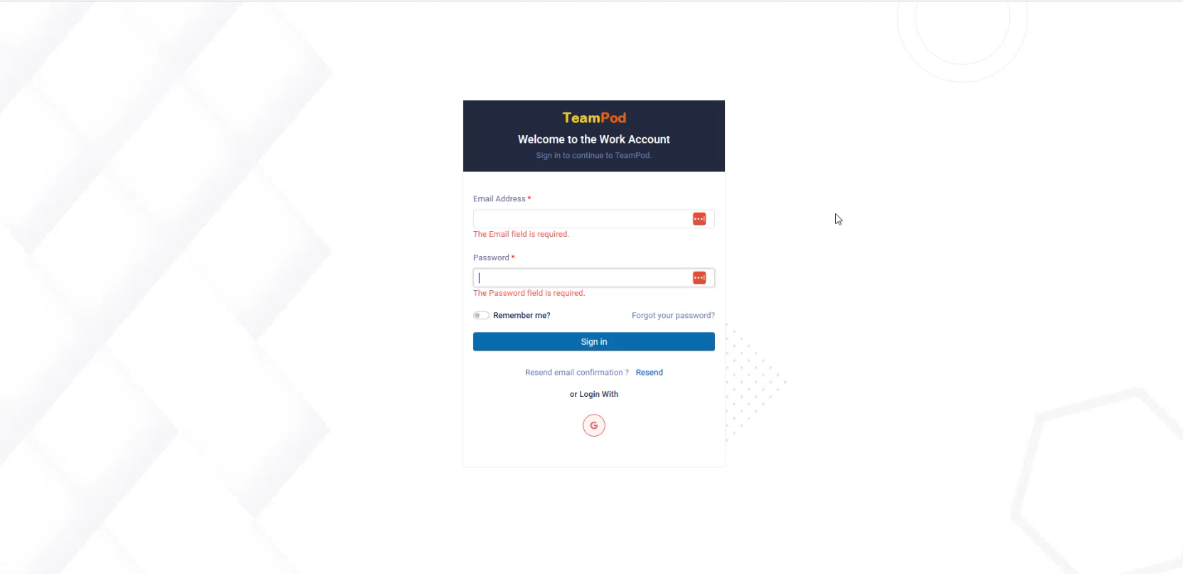 TeamPod
Welcome to the Work Account
Sign in to continue to TeamPod.
Email Address *
The Email field is required.
Password *
The Password field is required.
Remember me? Forgot your password?
Sign in
Resend email confirmation ? Resend
or Login With
G